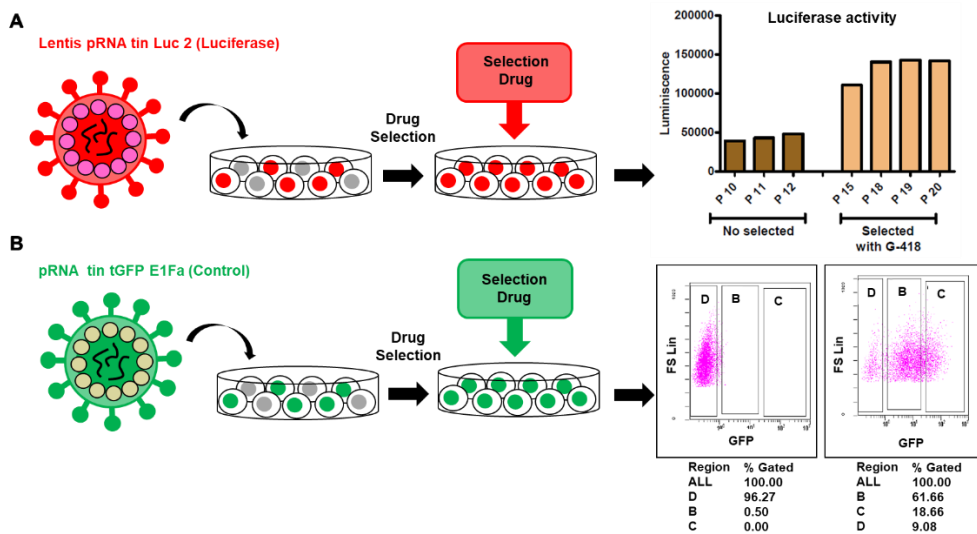 A
Lentis pRNA tin Luc 2 (Luciferase)
Selection
Drug
Drug
Selection
Luciferase activity
Luminiscence
200000
150000
100000
50000
0
P 10
P 11
P 12
P 15
P 18
P 19
P 20
No selected
Selected
with G-418
B
pRNA tin tGFP E1Fa (Control)
Selection
Drug
Drug
Selection
D
B
C
FS Lin
0
GFP
D
B
C
FS Lin
0
GFP
Region % Gated
ALL 100.00
D 96.27
B 0.50
C 0.00
Region % Gated
ALL 100.00
B 61.66
C 18.66
D 9.08